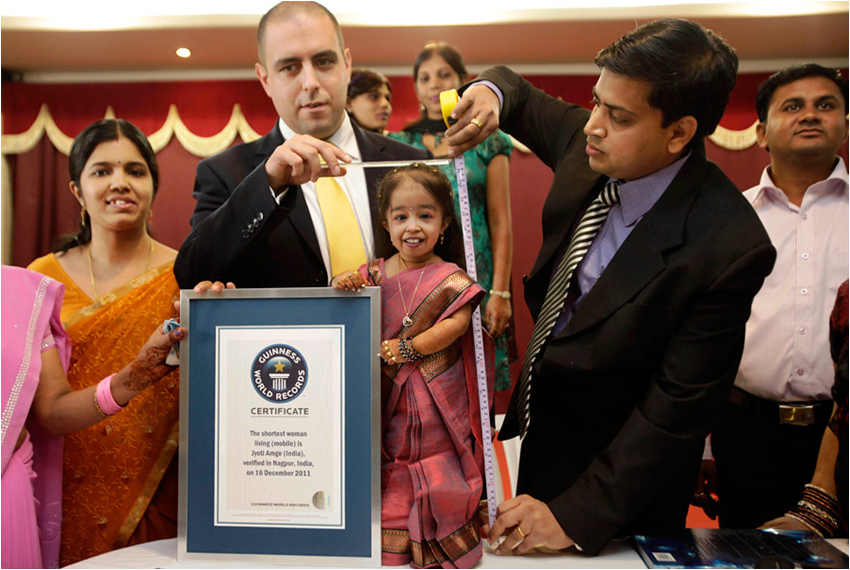 GUINNESS
WORLD RECORDS
CERTIFICATE
The shortest woman
living (mobile) is
Jyoti Amge (India),
verified in Nagpur, India,
on 16 December 2011
GUINNESS WORLD RECORDS